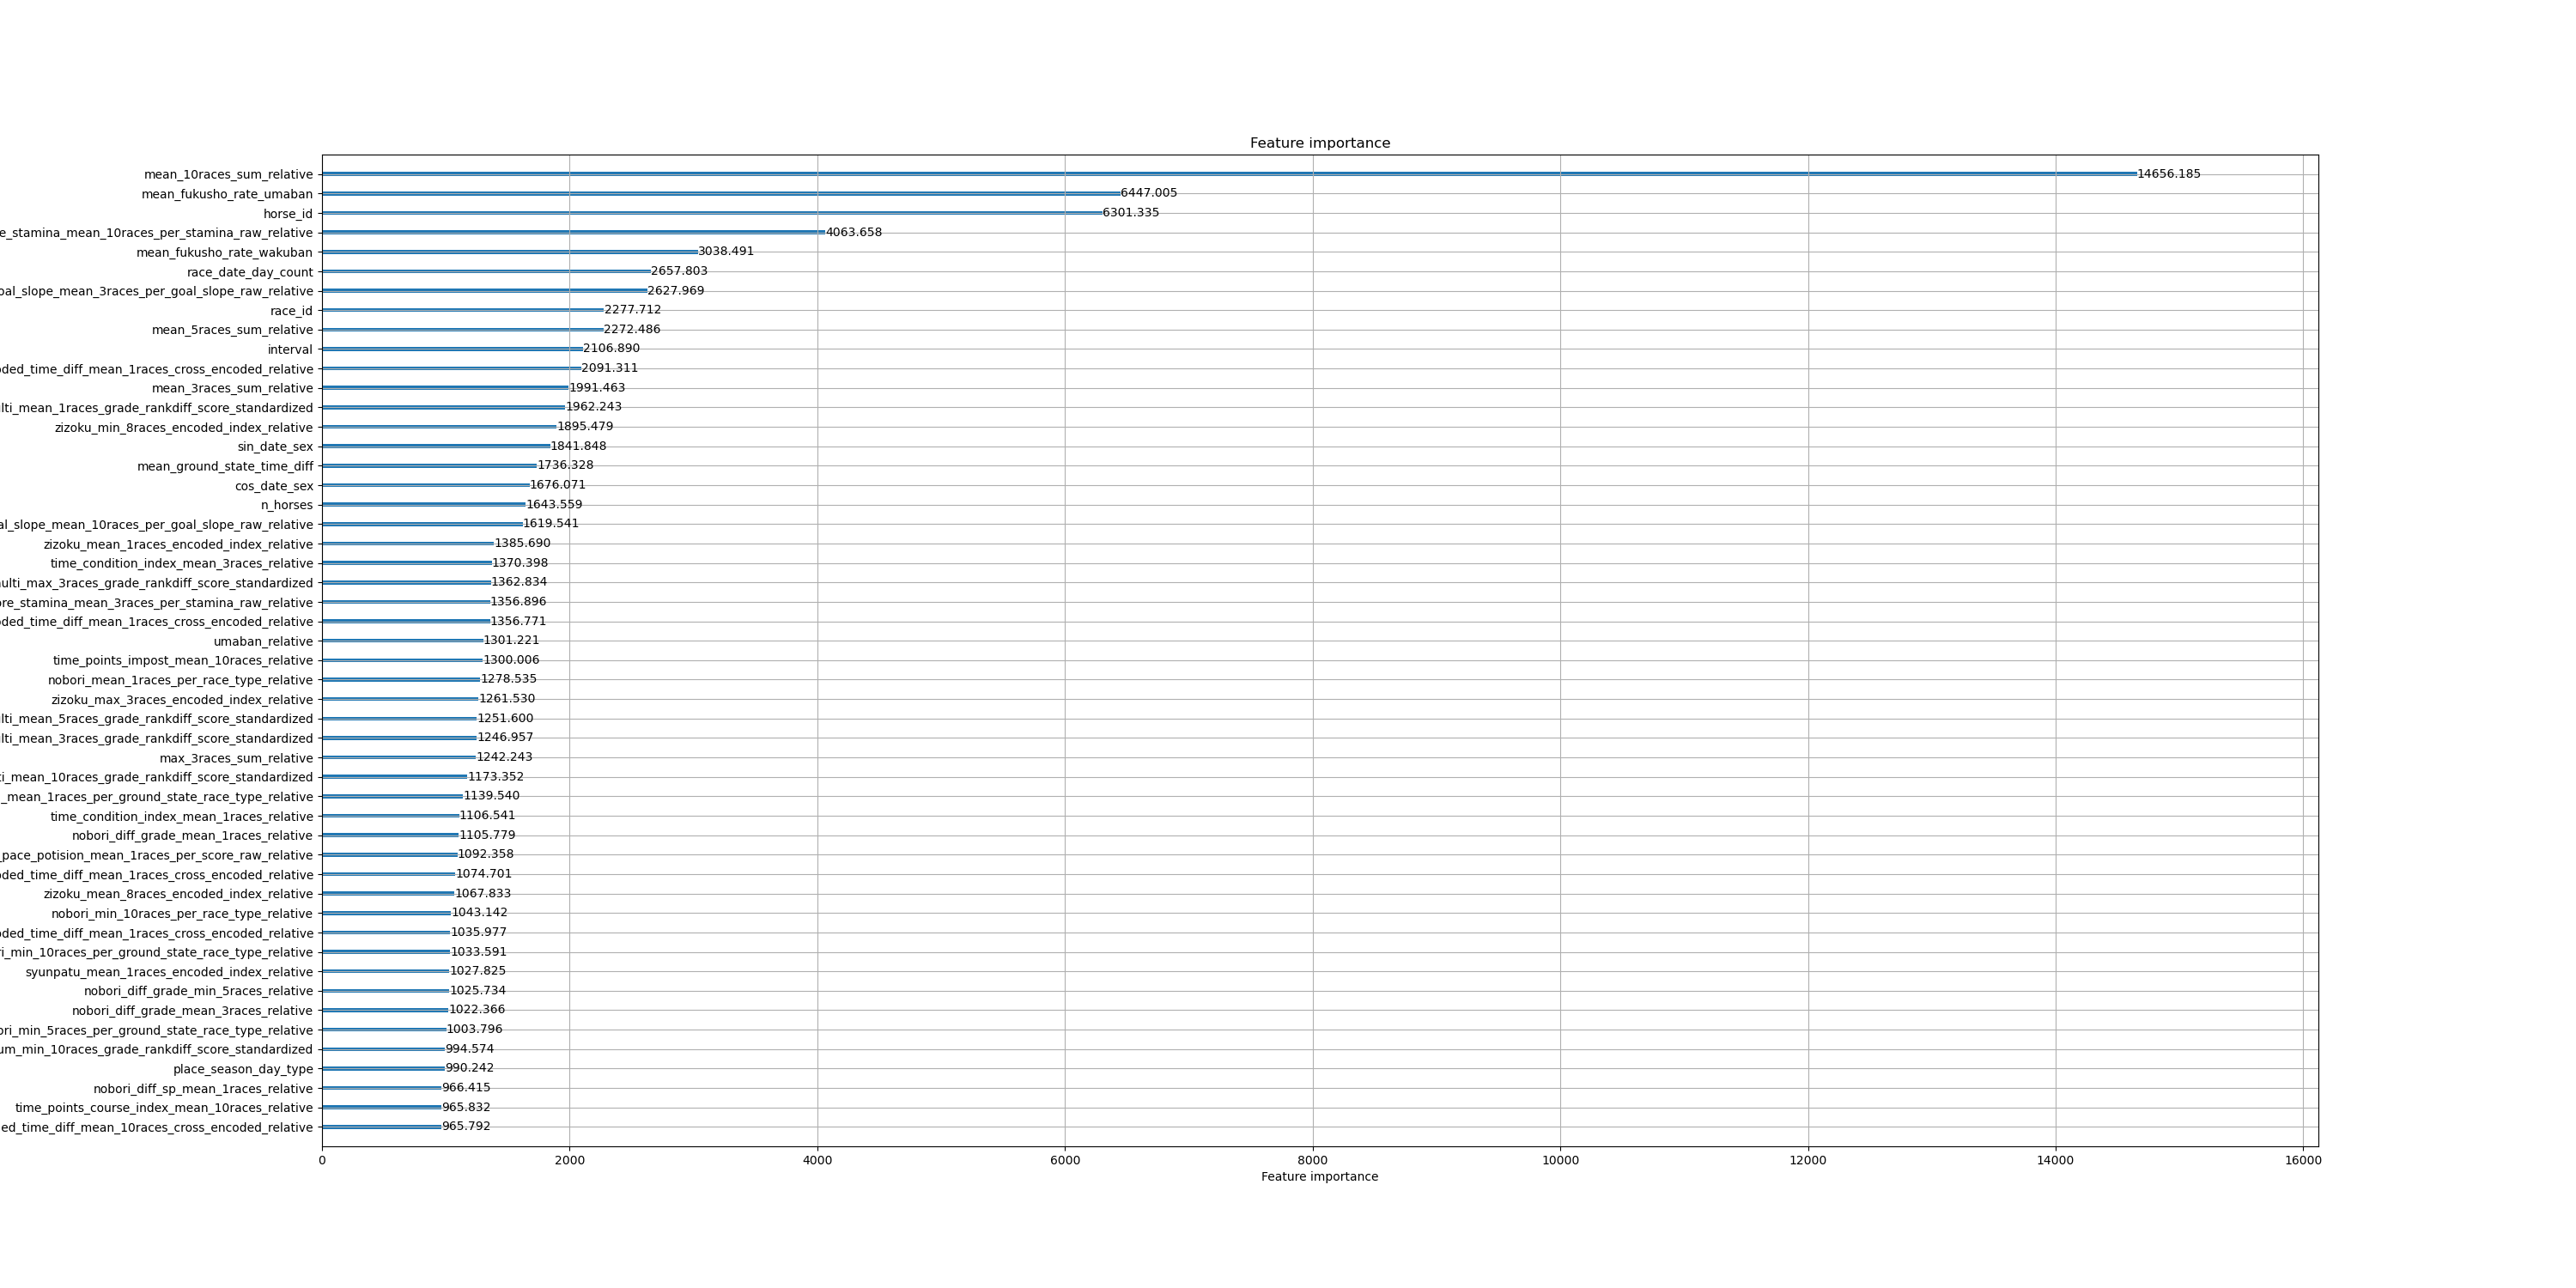 Feature importance
mean_10races_sum_relative 14656.185
mean_fukusho_rate_umaban 6447.005
horse_id 6301.335
e_stamina_mean_10races_per_stamina_raw_relative 4063.658
mean_fukusho_rate_wakuban 3038.491
race_date_day_count 2657.803
oal_slope_mean_3races_per_goal_slope_raw_relative 2627.969
race_id 2277.712
mean_5races_sum_relative 2272.486
interval 2106.890
ded_time_diff_mean_1races_cross_encoded_relative 2091.311
mean_3races_sum_relative 1991.463
lti_mean_1races_grade_rankdiff_score_standardized 1962.243
zizoku_min_8races_encoded_index_relative 1895.479
sin_date_sex 1841.848
mean_ground_state_time_diff 1736.328
cos_date_sex 1676.071
n_horses 1643.559
al_slope_mean_10races_per_goal_slope_raw_relative 1619.541
zizoku_mean_1races_encoded_index_relative 1385.690
time_condition_index_mean_3races_relative 1370.398
ulti_max_3races_grade_rankdiff_score_standardized 1362.834
re_stamina_mean_3races_per_stamina_raw_relative 1356.896
ded_time_diff_mean_1races_cross_encoded_relative 1356.771
umaban_relative 1301.221
time_points_impost_mean_10races_relative 1300.006
nobori_mean_1races_per_race_type_relative 1278.535
zizoku_max_3races_encoded_index_relative 1261.530
lti_mean_5races_grade_rankdiff_score_standardized 1251.600
lti_mean_3races_grade_rankdiff_score_standardized 1246.957
max_3races_sum_relative 1242.243
i_mean_10races_grade_rankdiff_score_standardized 1173.352
_mean_1races_per_ground_state_race_type_relative 1139.540
time_condition_index_mean_1races_relative 1106.541
nobori_diff_grade_mean_1races_relative 1105.779
_pace_potision_mean_1races_per_score_raw_relative 1092.358
ded_time_diff_mean_1races_cross_encoded_relative 1074.701
zizoku_mean_8races_encoded_index_relative 1067.833
nobori_min_10races_per_race_type_relative 1043.142
ded_time_diff_mean_1races_cross_encoded_relative 1035.977
ri_min_10races_per_ground_state_race_type_relative 1033.591
syunpatu_mean_1races_encoded_index_relative 1027.825
nobori_diff_grade_min_5races_relative 1025.734
nobori_diff_grade_mean_3races_relative 1022.366
ori_min_5races_per_ground_state_race_type_relative 1003.796
um_min_10races_grade_rankdiff_score_standardized 994.574
place_season_day_type 990.242
nobori_diff_sp_mean_1races_relative 966.415
time_points_course_index_mean_10races_relative 965.832
ed_time_diff_mean_10races_cross_encoded_relative 965.792
0 2000 4000 6000 8000 10000 12000 14000 16000
Feature importance